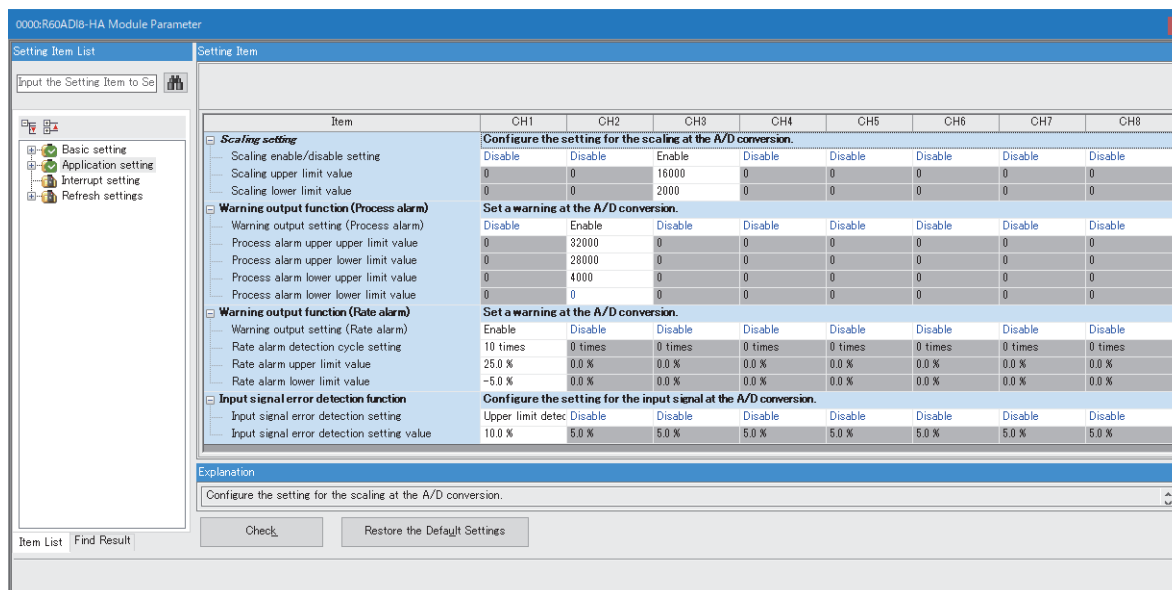 0000:R60ADI8-HA Module Parameter
Setting Item List
Input the Setting Item to Se
Basic setting
Application setting
Interrupt setting
Refresh settings
Item List Find Result
Setting Item
Item CH1 CH2 CH3 CH4 CH5 CH6 CH7 CH8
Scaling setting Configure the setting for the scaling at the A/D conversion.
Scaling enable/disable setting Disable Disable Enable Disable Disable Disable Disable Disable
Scaling upper limit value 0 0 16000 0 0 0 0 0
Scaling lower limit value 0 0 2000 0 0 0 0 0
Warning output function (Process alarm) Set a warning at the A/D conversion.
Warning output setting (Process alarm) Disable Enable Disable Disable Disable Disable Disable Disable
Process alarm upper upper limit value 0 32000 0 0 0 0 0 0
Process alarm upper lower limit value 0 28000 0 0 0 0 0 0
Process alarm lower upper limit value 0 4000 0 0 0 0 0 0
Process alarm lower lower limit value 0 0 0 0 0 0 0 0
Warning output function (Rate alarm) Set a warning at the A/D conversion.
Warning output setting (Rate alarm) Enable Disable Disable Disable Disable Disable Disable Disable
Rate alarm detection cycle setting 10 times 0 times 0 times 0 times 0 times 0 times 0 times 0 times
Rate alarm upper limit value 25.0 % 0.0 % 0.0 % 0.0 % 0.0 % 0.0 % 0.0 % 0.0 %
Rate alarm lower limit value -5.0 % 0.0 % 0.0 % 0.0 % 0.0 % 0.0 % 0.0 % 0.0 %
Input signal error detection function Configure the setting for the input signal at the A/D conversion.
Input signal error detection setting Upper limit detec Disable Disable Disable Disable Disable Disable Disable
Input signal error detection setting value 10.0 % 5.0 % 5.0 % 5.0 % 5.0 % 5.0 % 5.0 % 5.0 %
Explanation
Configure the setting for the scaling at the A/D conversion.
Check Restore the Default Settings